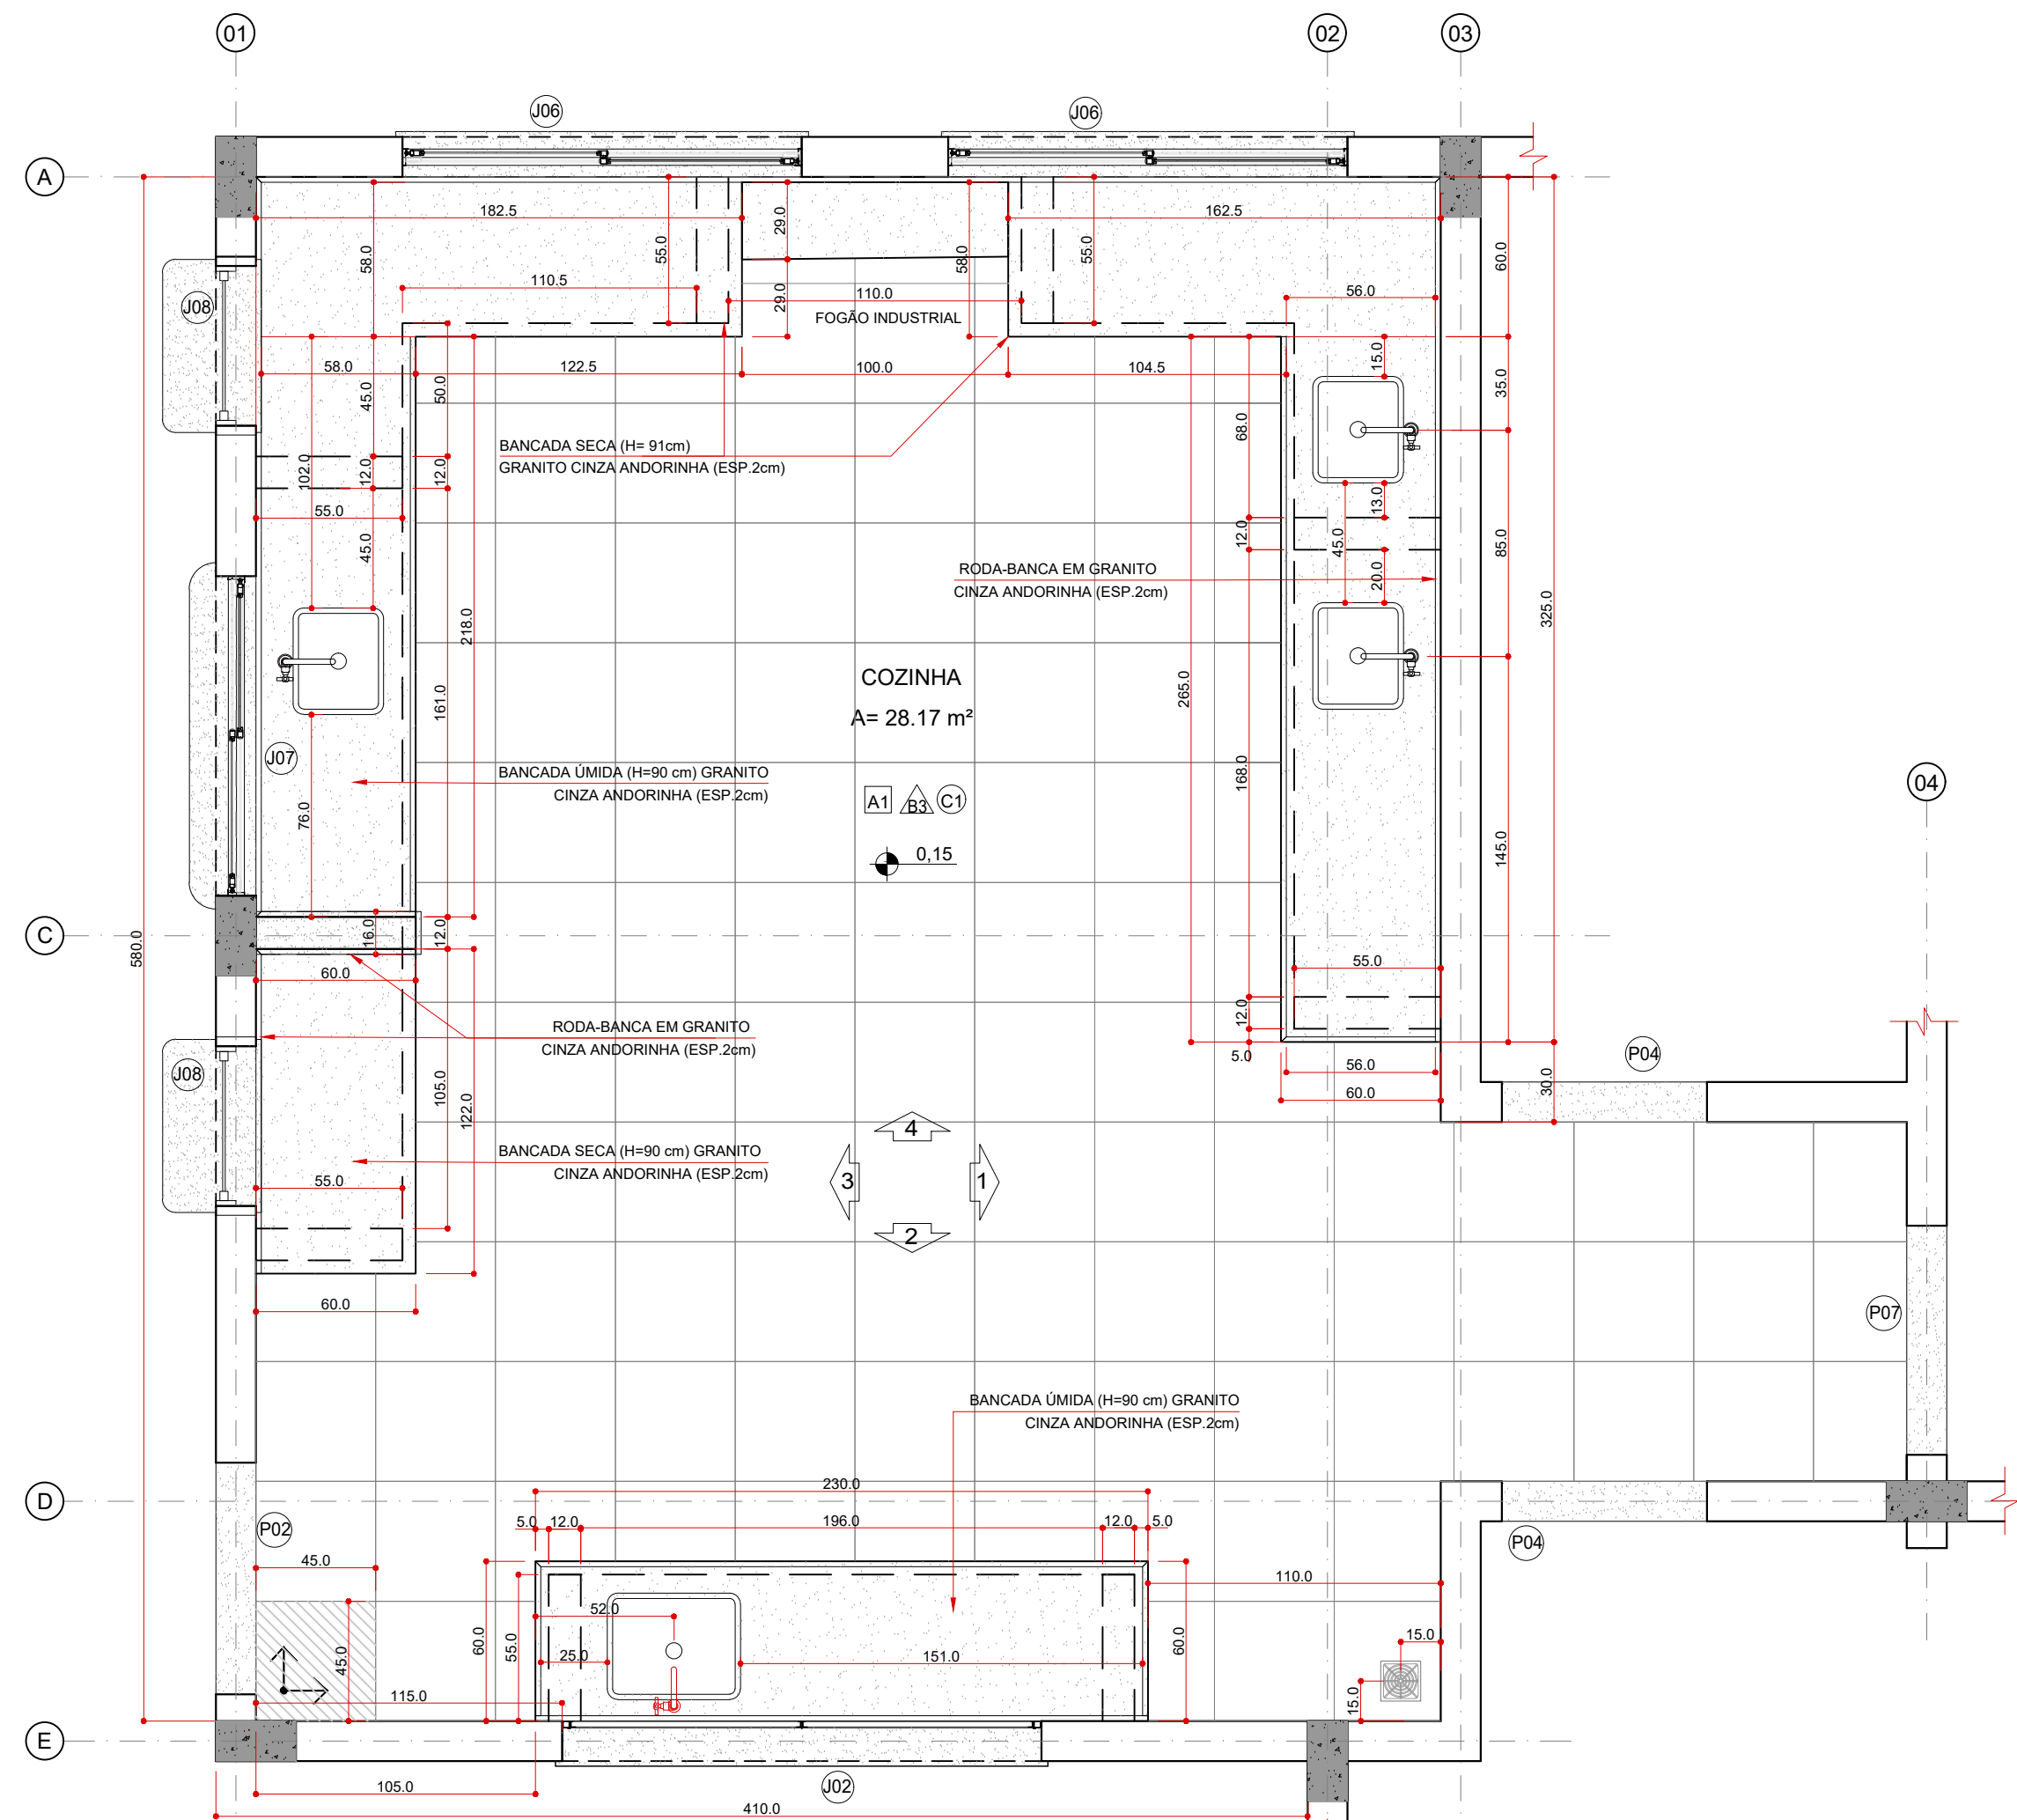 01
02
03
J06
J06
A
182.5
29.0
162.5
58.0
55.0
58.0
55.0
60.0
110.5
29.0
110.0
56.0
J08
FOGÃO INDUSTRIAL
58.0
122.5
100.0
104.5
15.0
35.0
45.0
50.0
68.0
BANCADA SECA (H= 91cm)
GRANITO CINZA ANDORINHA (ESP.2cm)
102.0
12.0
12.0
13.0
55.0
12.0
45.0
85.0
45.0
20.0
RODA-BANCA EM GRANITO
CINZA ANDORINHA (ESP.2cm)
325.0
218.0
COZINHA
A= 28.17 m²
161.0
265.0
J07
BANCADA ÚMIDA (H=90 cm) GRANITO
CINZA ANDORINHA (ESP.2cm)
168.0
04
76.0
A1
B3
C1
0,15
145.0
C
580.0
16.0
12.0
60.0
55.0
12.0
RODA-BANCA EM GRANITO
CINZA ANDORINHA (ESP.2cm)
5.0
56.0
30.0
P04
J08
105.0
122.0
60.0
4
BANCADA SECA (H=90 cm) GRANITO
CINZA ANDORINHA (ESP.2cm)
3
1
55.0
2
60.0
P07
BANCADA ÚMIDA (H=90 cm) GRANITO
CINZA ANDORINHA (ESP.2cm)
230.0
D
5.0
12.0
196.0
12.0
5.0
P02
P04
45.0
110.0
52.0
60.0
55.0
45.0
25.0
151.0
60.0
15.0
115.0
15.0
E
J02
105.0
410.0